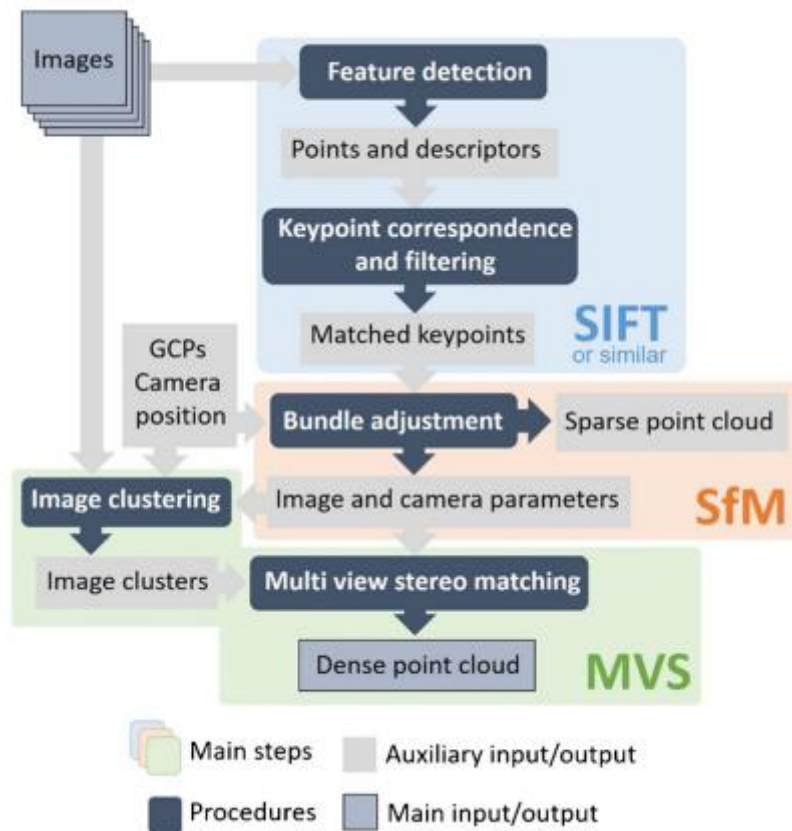 Images
Feature detection
Points and descriptors
Keypoint correspondence
and filtering
SIFT
or similar
Matched keypoints
GCPs
Camera
position
Bundle adjustment
Sparse point cloud
Image clustering
Image and camera parameters
SfM
Image clusters
Multi view stereo matching
Dense point cloud
MVS
Main steps
Auxiliary input/output
Procedures
Main input/output